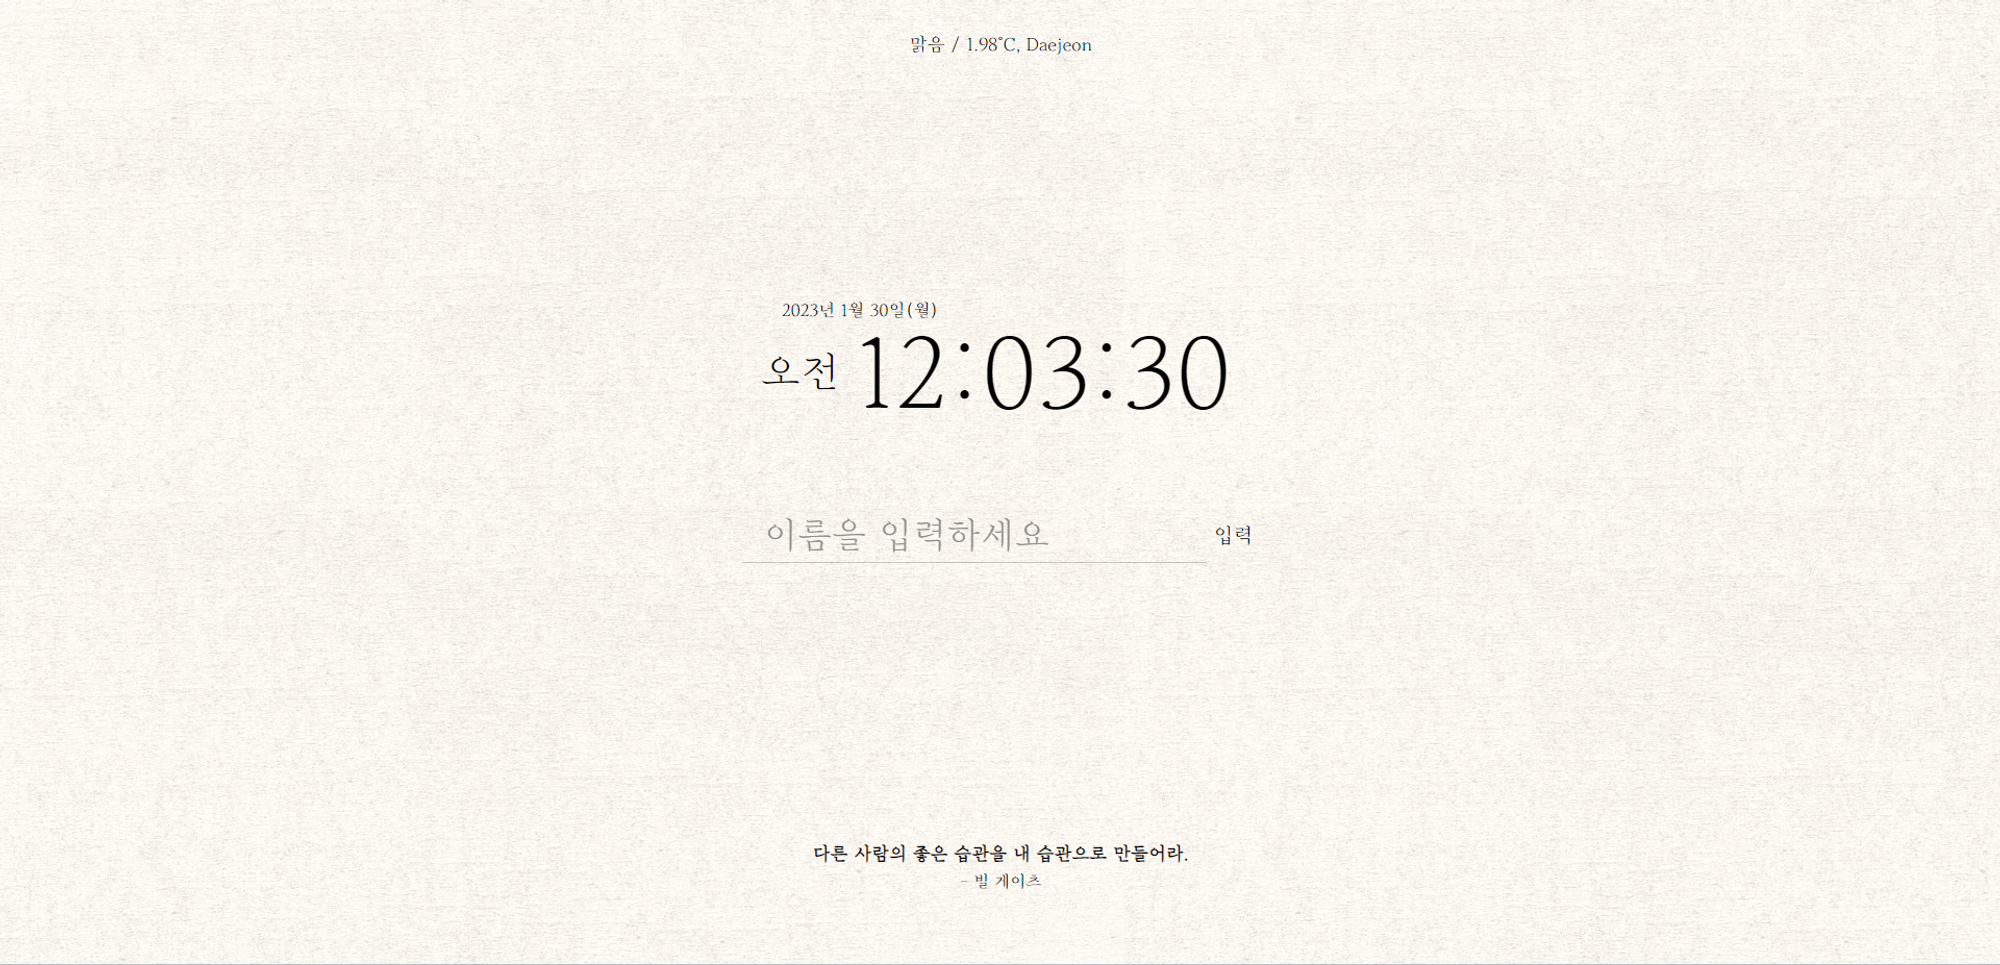 맑음 / 1.98°C, Daejeon
2023년 1월 30일(월)
오전 12:03:30
이름을 입력하세요 입력
다른 사람의 좋은 습관을 내 습관으로 만들어라.
- 빌 게이츠